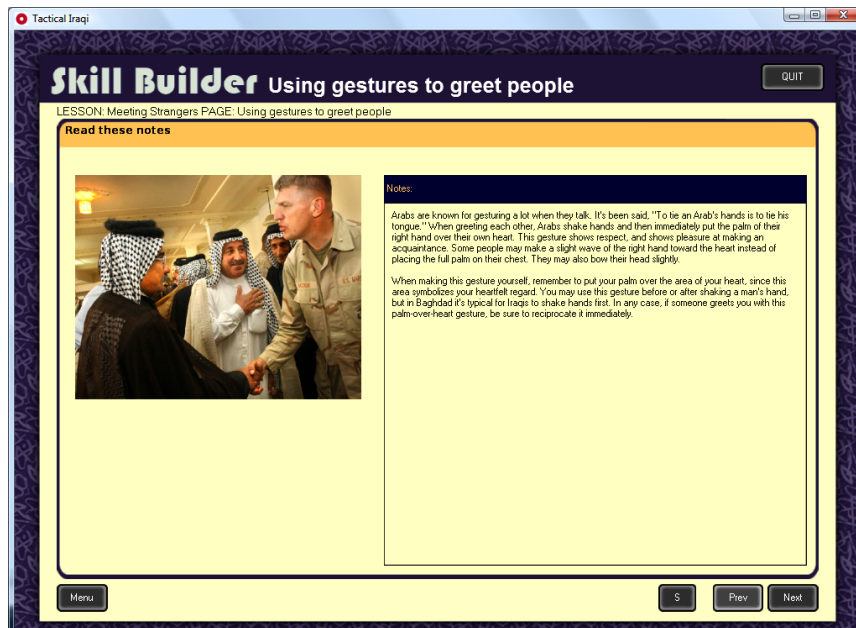 Tactical Iraqi
Skill Builder Using gestures to greet people
QUIT
LESSON: Meeting Strangers PAGE: Using gestures to greet people
Read these notes
Notes:
Arabs are known for gesturing a lot when they talk. It's been said, "To tie an Arab's hands is to tie his
tongue." When greeting each other, Arabs shake hands and then immediately put the palm of their
right hand over their own heart. This gesture shows respect, and shows pleasure at making an
acquaintance. Some people may make a slight wave of the right hand toward the heart instead of
placing the full palm on their chest. They may also bow their head slightly.
When making this gesture yourself, remember to put your palm over the area of your heart, since this
area symbolizes your heartfelt regard. You may use this gesture before or after shaking a man's hand,
but in Baghdad it's typical for Iraqis to shake hands first. In any case, if someone greets you with this
palm-over-heart gesture, be sure to reciprocate it immediately.
Menu
S
Prev
Next